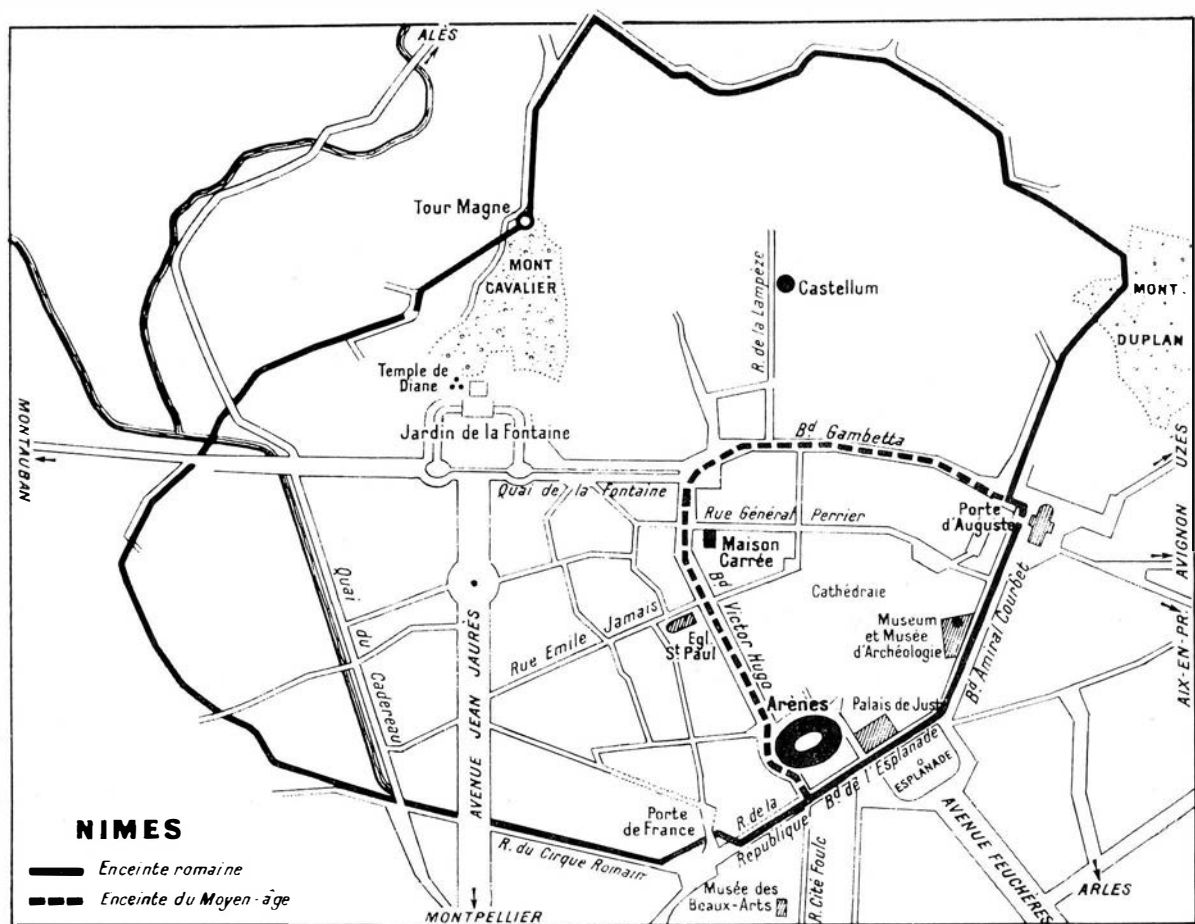 ALÈS
Tour Magne
MONT
CAVALIER
R. de la Lampèze
Castellum
MONT.
DUPLAN
Temple de
Diane
MONTAUBAN
Jardin de la Fontaine
Bd Gambetta
UZÈS
Quai de la Fontaine
Rue Général Perrier
Porte
d'Auguste
AVIGNON
Maison
Carrée
Quai du Cadereau
Cathédrale
Bd Victor Hugo
Rue Emile Jamais
Egl.
St Paul
Museum
et Musée
d'Archéologie
Bd Amiral Courbet
AIX-EN-PR.
AVENUE JEAN JAURÈS
Arènes
Palais de Just
Bd de l'Esplanade
ESPLANADE
NIMES
Porte
de France
R. de la
Republique
AVENUE FEUCHÈRES
Enceinte romaine
R. du Cirque Romain
R. Cité Foulc
Enceinte du Moyen-âge
Musée des
Beaux-Arts
ARLES
MONTPELLIER